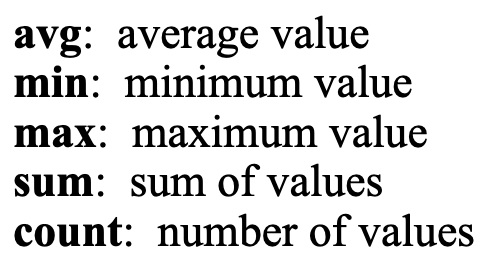 avg: average value
min: minimum value
max: maximum value
sum: sum of values
count: number of values